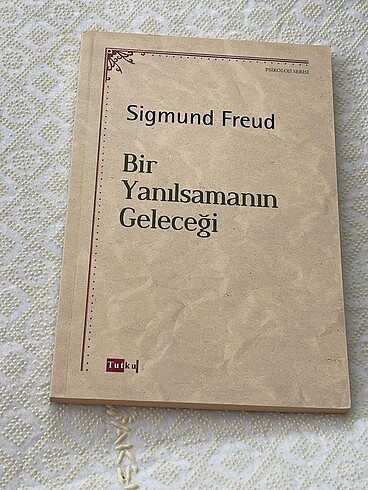 PSİKOLOJİ SERİSİ
Sigmund Freud
Bir
Yanılsamanın
Geleceği
Tutku